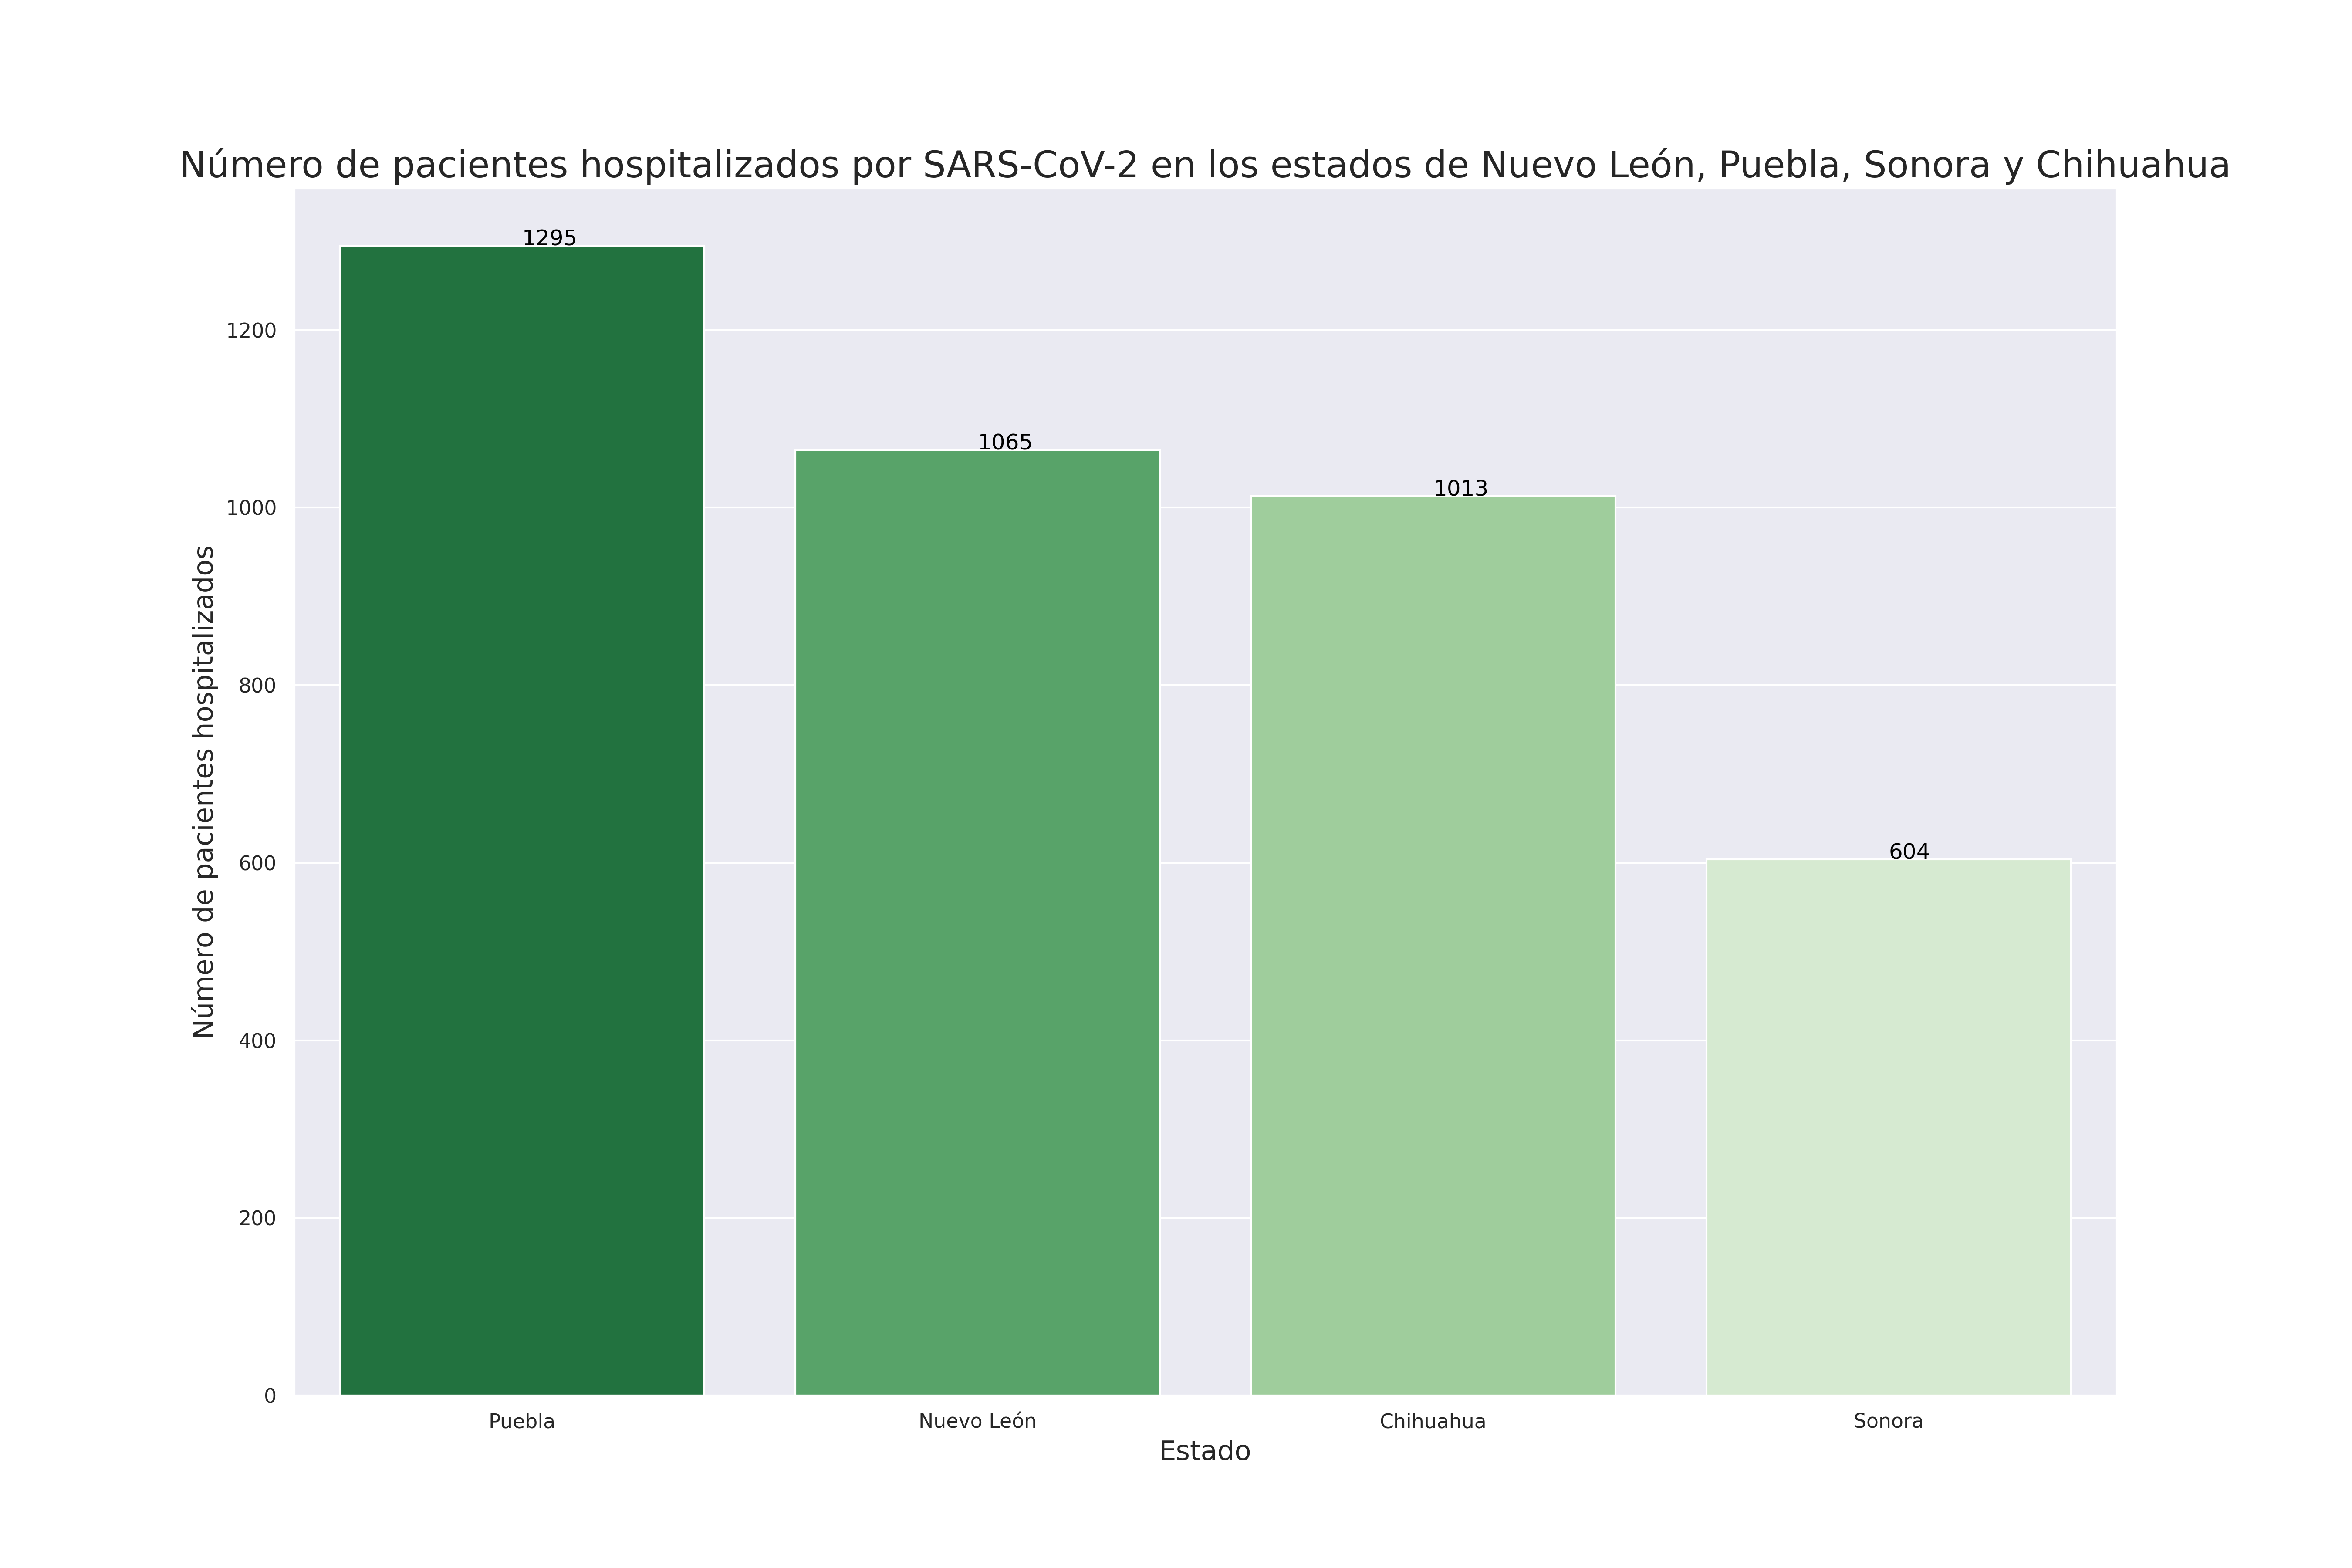 Número de pacientes hospitalizados por SARS-CoV-2 en los estados de Nuevo León, Puebla, Sonora y Chihuahua
1295
1065
1013
604
Número de pacientes hospitalizados
1200
1000
800
600
400
200
0
Puebla
Nuevo León
Chihuahua
Sonora
Estado